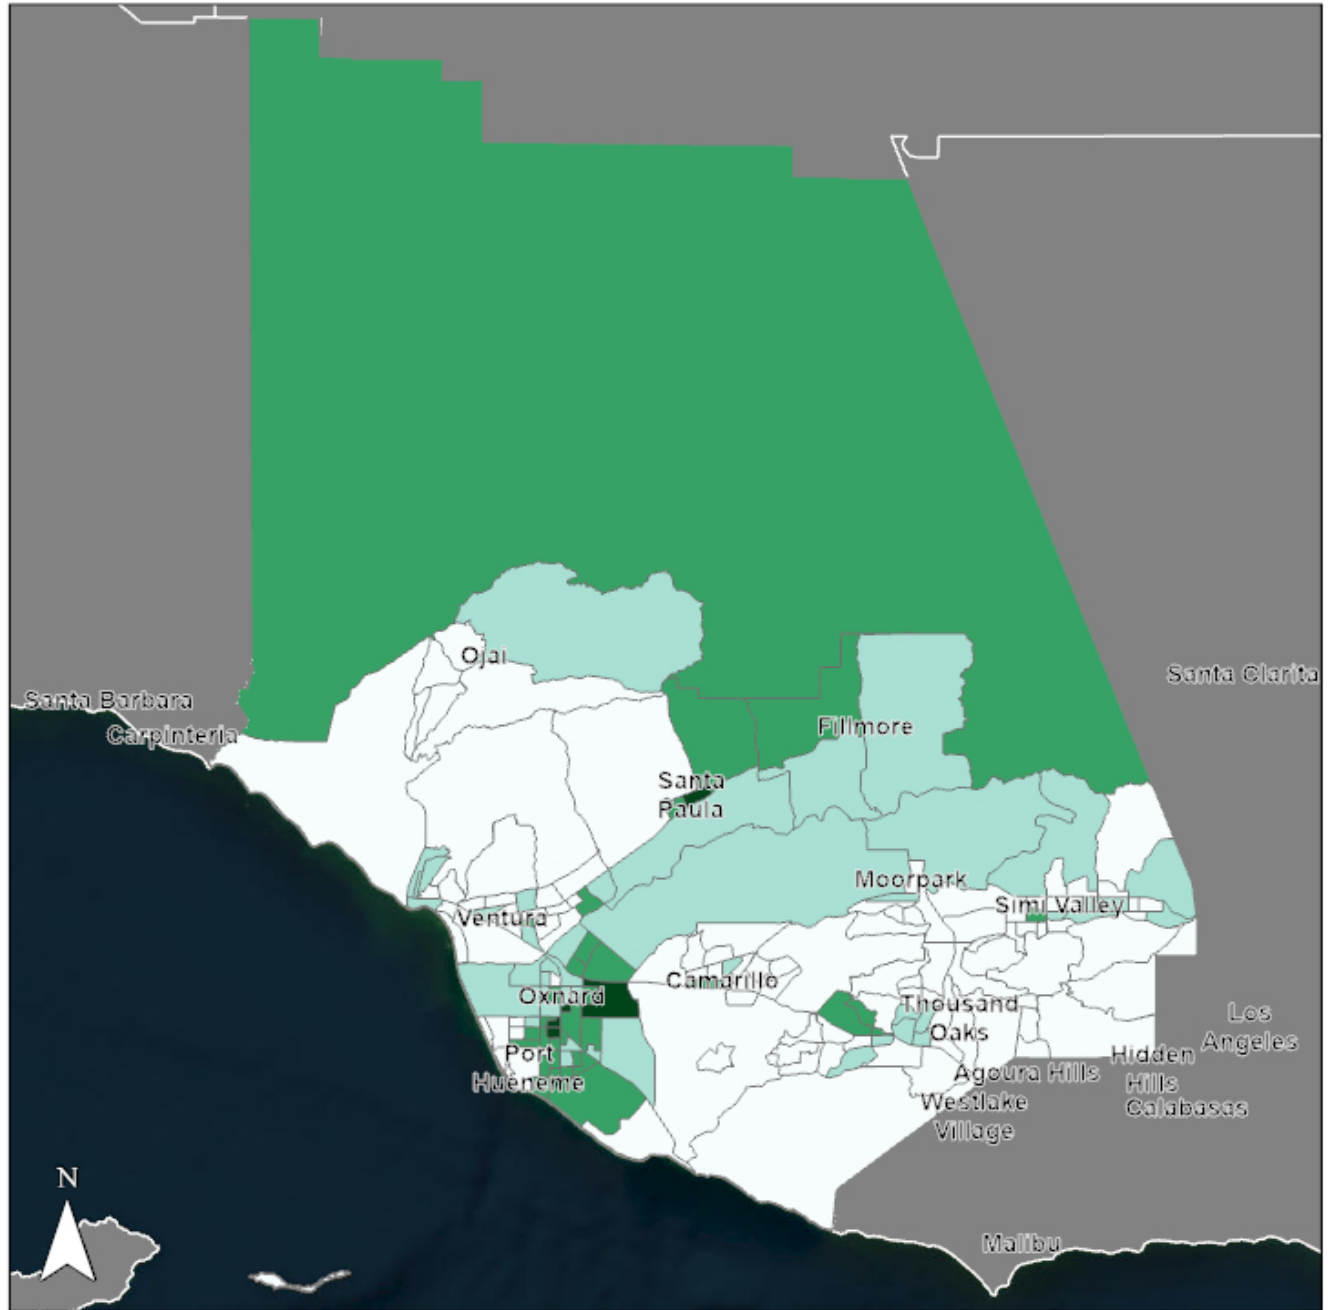 Ojai
Santa Clarita
Santa Barbara
Carpinteria
Fillmore
Santa
Paula
Moorpark
Simi Valley
Ventura
Camarillo
Oxnard
Thousand
Oaks
Los
Angeles
Port
Hueneme
Hidden
Hills
Calabasas
Agoura Hills
Westlake
Village
N
Malibu